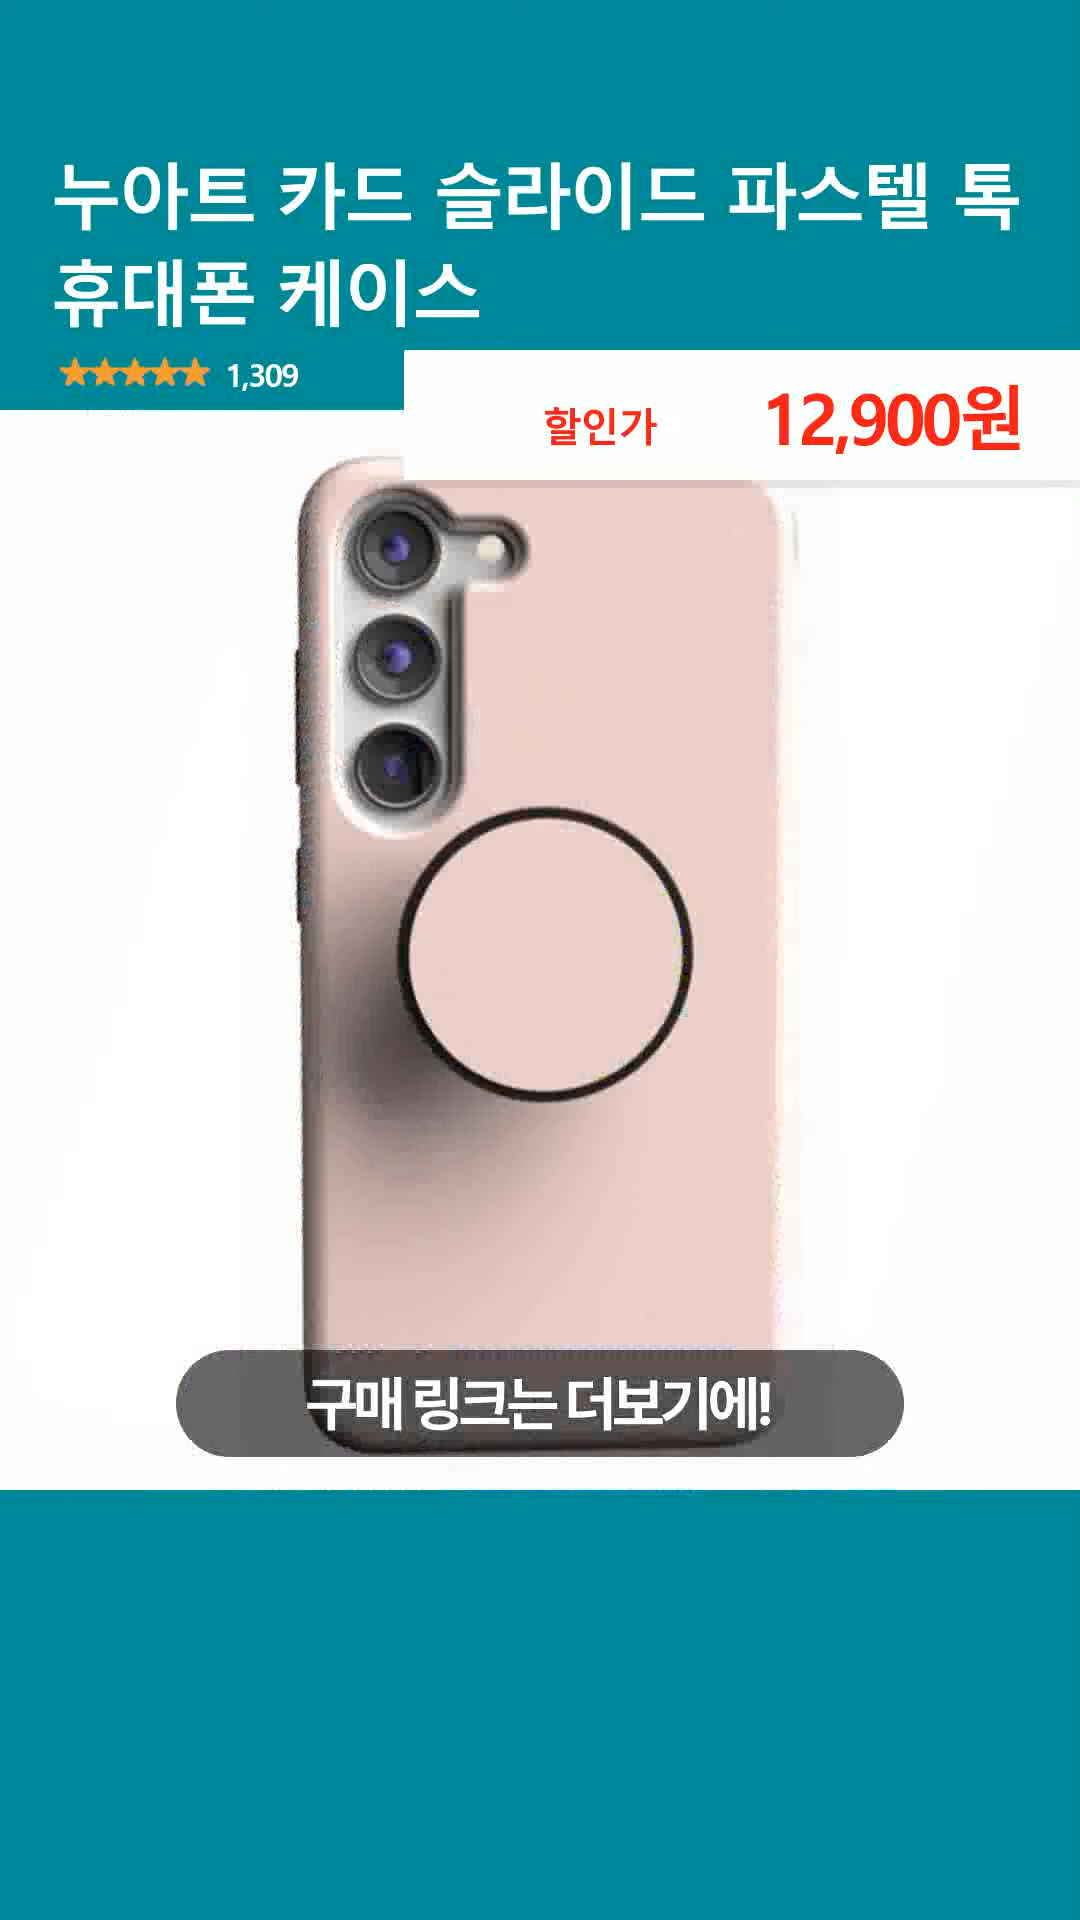 누아트 카드 슬라이드 파스텔 톡
휴대폰 케이스
1,309
할인가 12,900원
구매 링크는 더보기에!